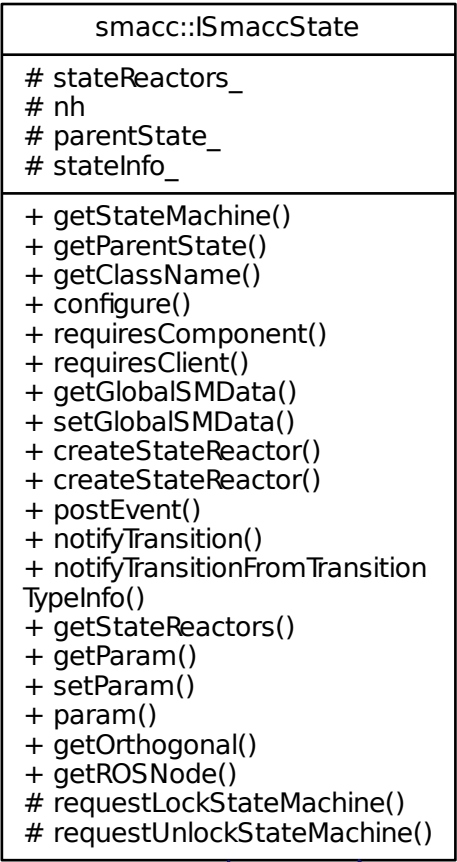 smacc::ISmaccState
# stateReactors_
# nh
# parentState_
# stateInfo_
+ getStateMachine()
+ getParentState()
+ getClassName()
+ configure()
+ requiresComponent()
+ requiresClient()
+ getGlobalSMData()
+ setGlobalSMData()
+ createStateReactor()
+ createStateReactor()
+ postEvent()
+ notifyTransition()
+ notifyTransitionFromTransition
TypeInfo()
+ getStateReactors()
+ getParam()
+ setParam()
+ param()
+ getOrthogonal()
+ getROSNode()
# requestLockStateMachine()
# requestUnlockStateMachine()